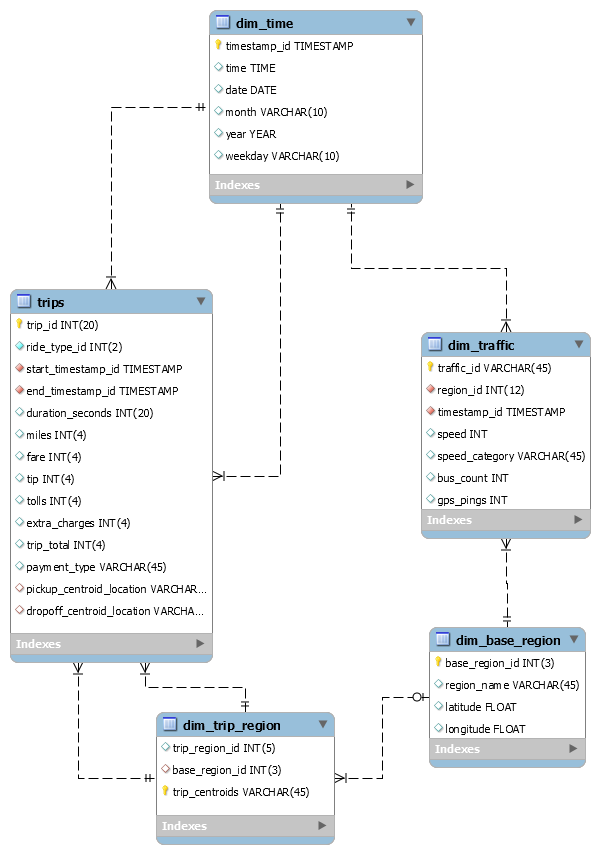 dim_time
timestamp_id TIMESTAMP
time TIME
date DATE
month VARCHAR(10)
year YEAR
weekday VARCHAR(10)
Indexes
trips
trip_id INT(20)
ride_type_id INT(2)
start_timestamp_id TIMESTAMP
end_timestamp_id TIMESTAMP
duration_seconds INT(20)
miles INT(4)
fare INT(4)
tip INT(4)
tolls INT(4)
extra_charges INT(4)
trip_total INT(4)
payment_type VARCHAR(45)
pickup_centroid_location VARCHAR...
dropoff_centroid_location VARCHA...
Indexes
dim_traffic
traffic_id VARCHAR(45)
region_id INT(12)
timestamp_id TIMESTAMP
speed INT
speed_category VARCHAR(45)
bus_count INT
gps_pings INT
Indexes
dim_base_region
base_region_id INT(3)
region_name VARCHAR(45)
latitude FLOAT
longitude FLOAT
Indexes
dim_trip_region
trip_region_id INT(5)
base_region_id INT(3)
trip_centroids VARCHAR(45)
Indexes